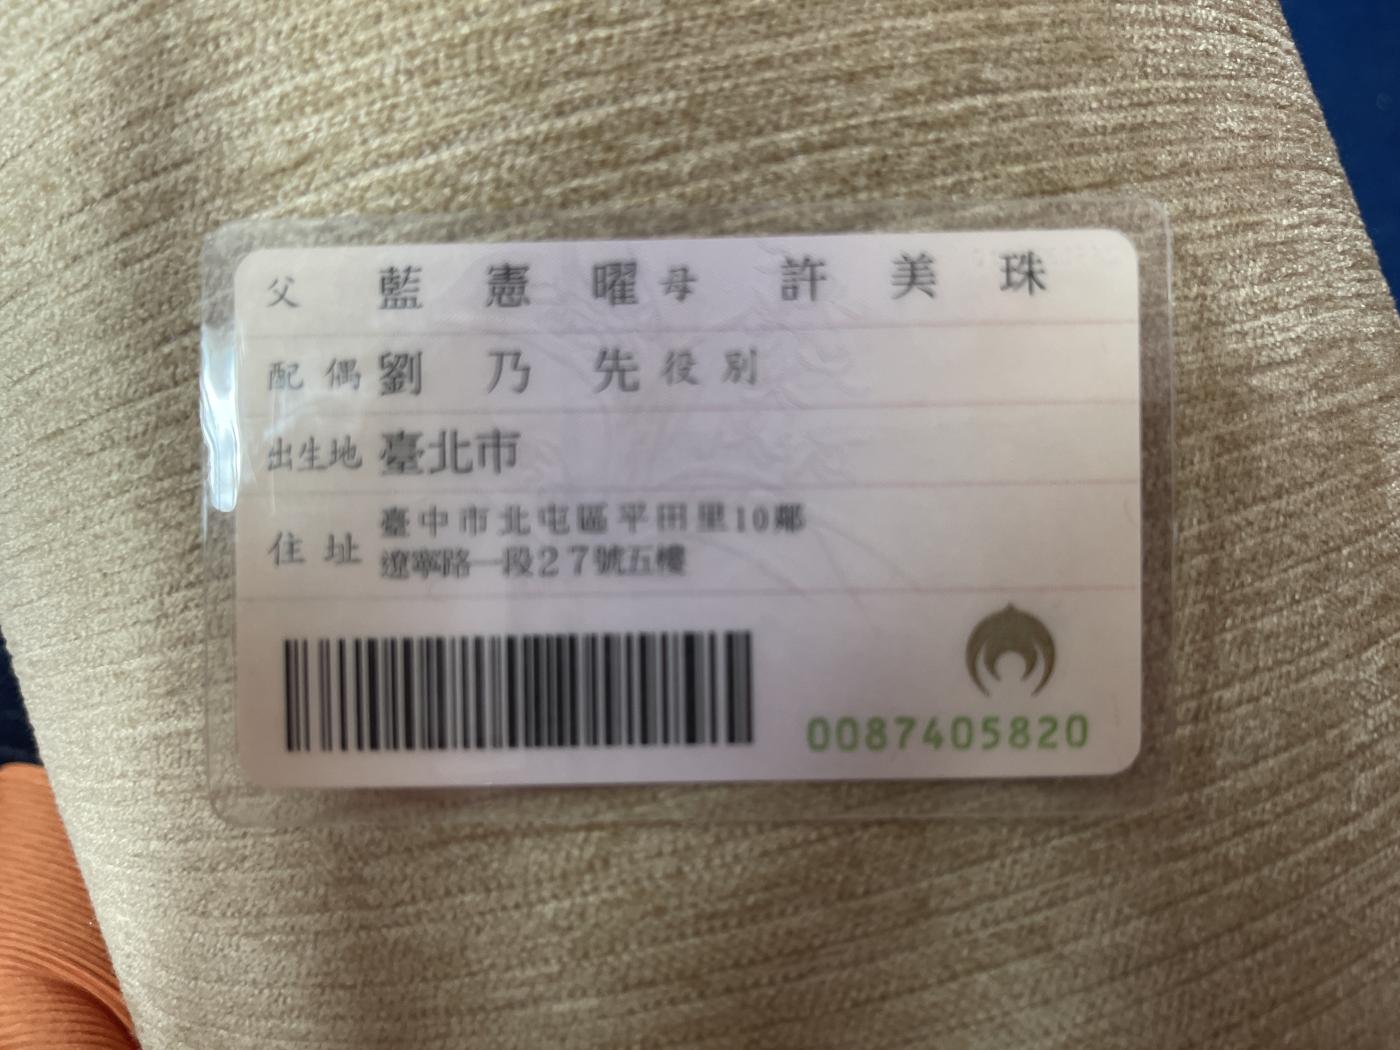 父 藍憲曜 母 許美珠
配偶 劉乃先 役別
出生地 臺北市
住址 臺中市北屯區平田里10鄰
遼寧路一段27號五樓
0087405820